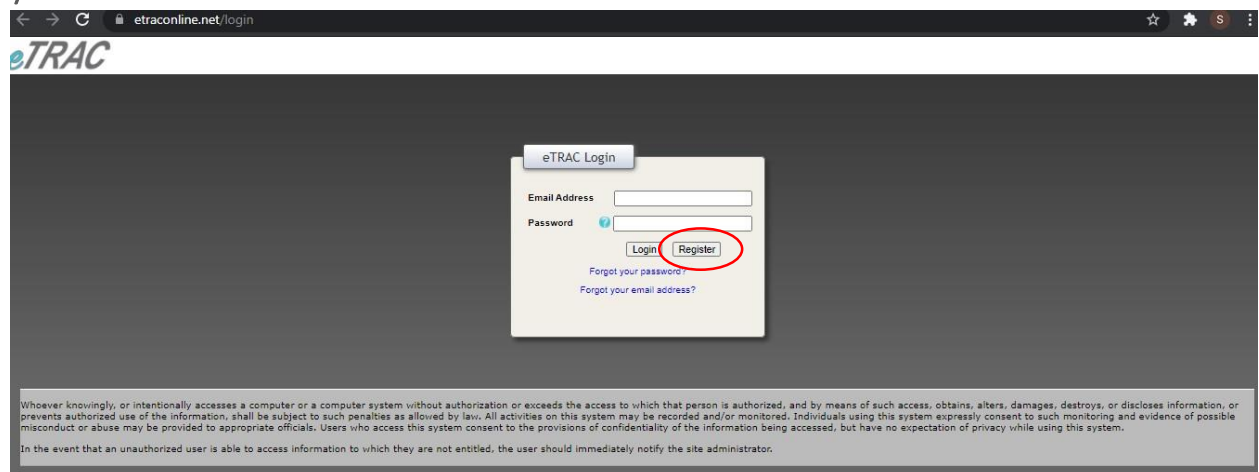 etraconline.net/login
S
eTRAC
eTRAC Login
Email Address
Password ?
Login Register
Forgot your password?
Forgot your email address?
Whoever knowingly, or intentionally accesses a computer or a computer system without authorization or exceeds the access to which that person is authorized, and by means of such access, obtains, alters, damages, destroys, or discloses information, or
prevents authorized use of the information, shall be subject to such penalties as allowed by law. All activities on this system may be recorded and/or monitored. Individuals using this system expressly consent to such monitoring and evidence of possible
misconduct or abuse may be provided to appropriate officials. Users who access this system consent to the provisions of confidentiality of the information being accessed, but have no expectation of privacy while using this system.
In the event that an unauthorized user is able to access information to which they are not entitled, the user should immediately notify the site administrator.